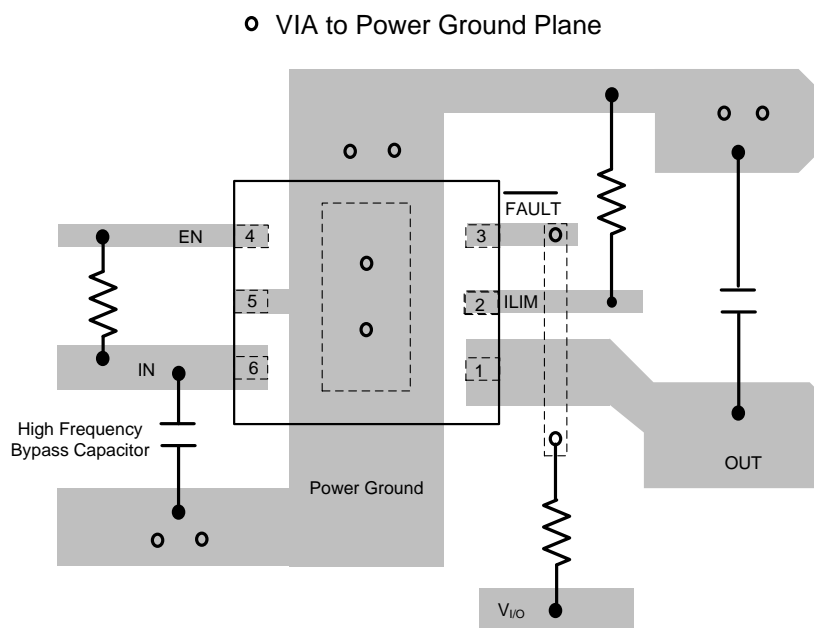 VIA to Power Ground Plane
FAULT
EN
4
3
5
2
ILIM
IN
6
1
High Frequency
Bypass Capacitor
OUT
Power Ground
VI/O